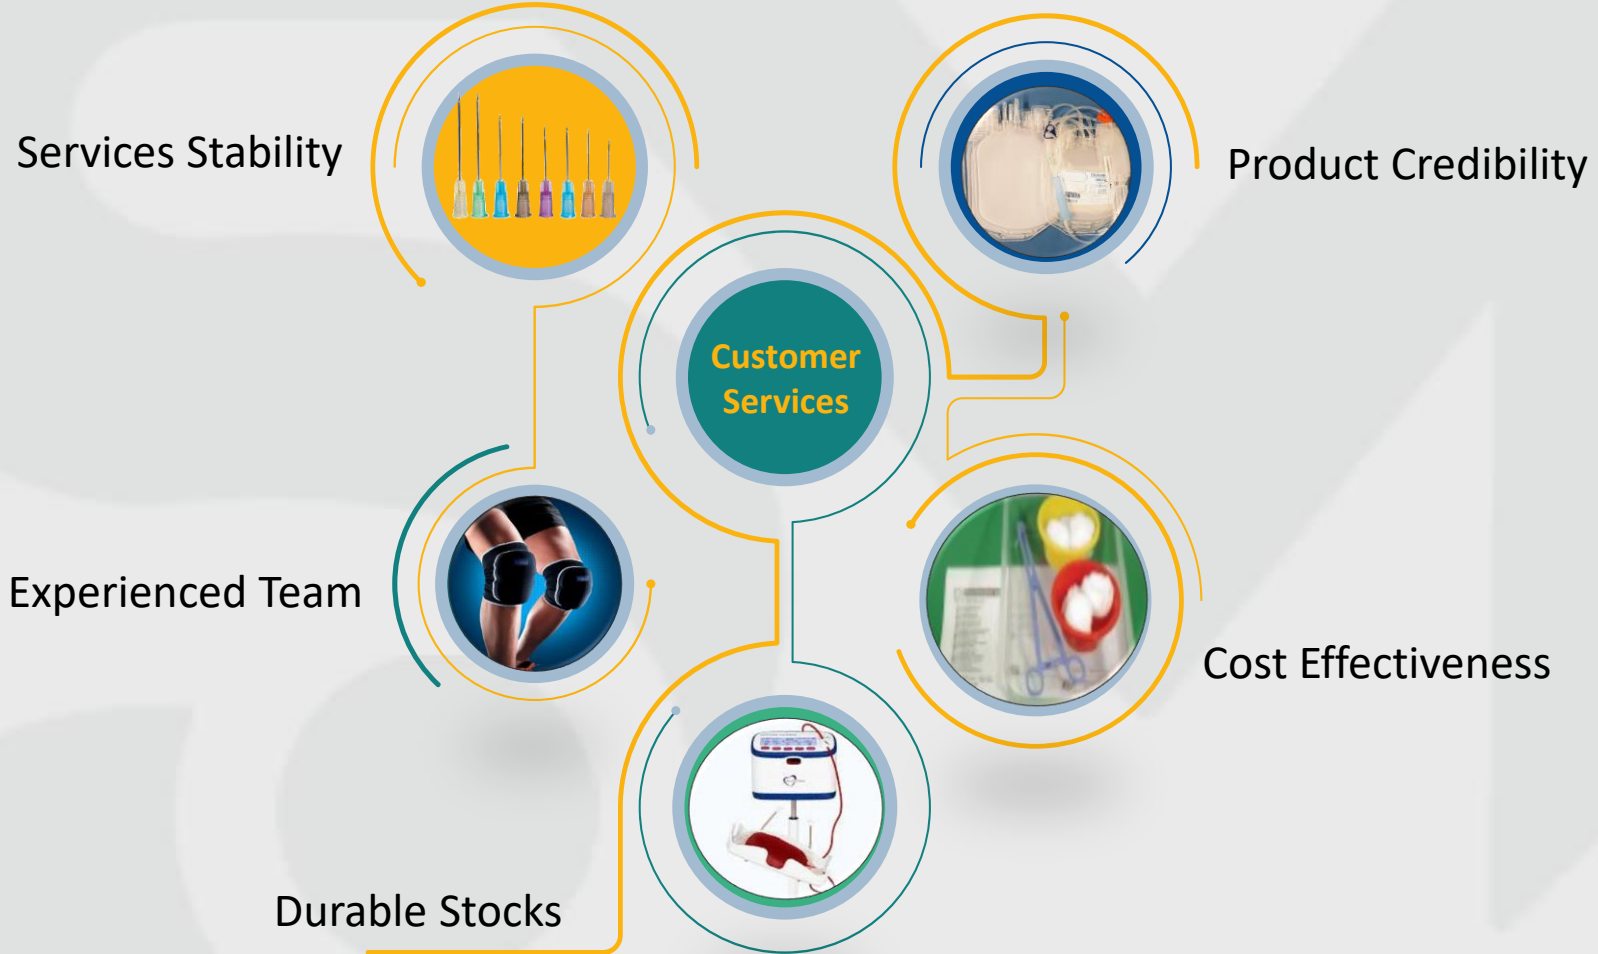 Services Stability
Product Credibility
Customer
Services
Experienced Team
Cost Effectiveness
Durable Stocks